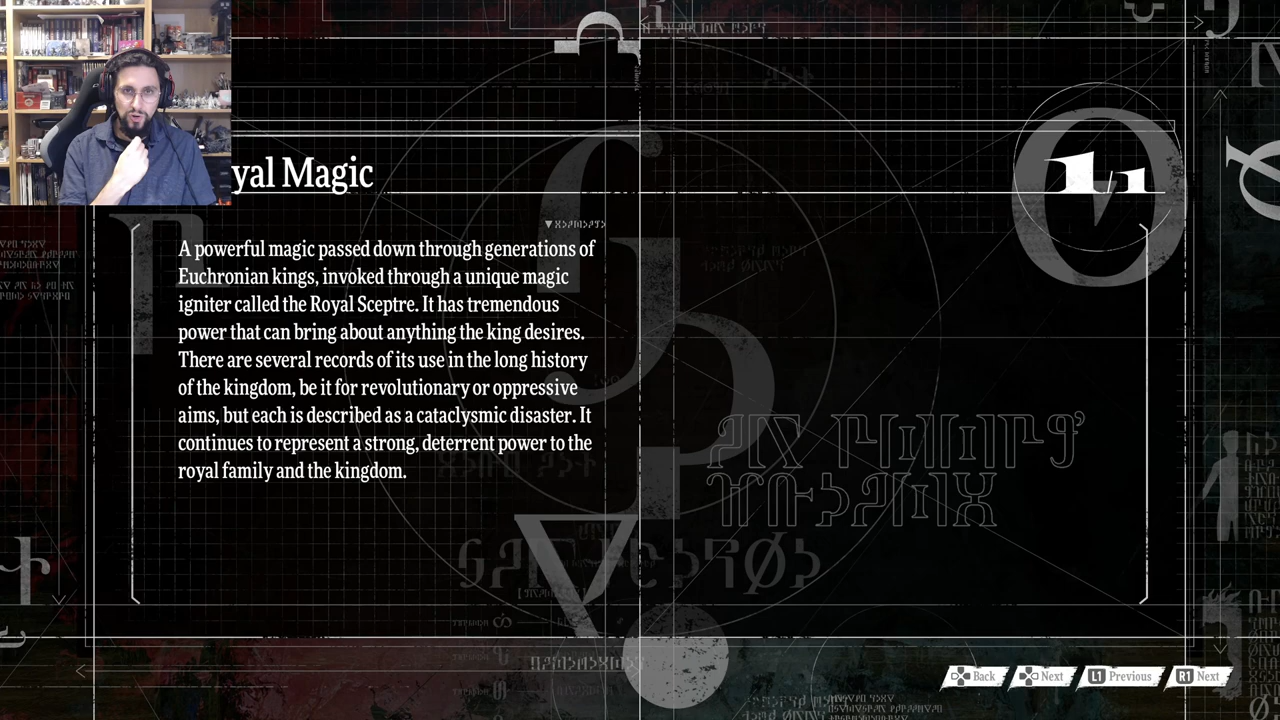 yal Magic
1/1
A powerful magic passed down through generations of
Euchronian kings, invoked through a unique magic
igniter called the Royal Sceptre. It has tremendous
power that can bring about anything the king desires.
There are several records of its use in the long history
of the kingdom, be it for revolutionary or oppressive
aims, but each is described as a cataclysmic disaster. It
continues to represent a strong, deterrent power to the
royal family and the kingdom.
Back Next L1 Previous R1 Next